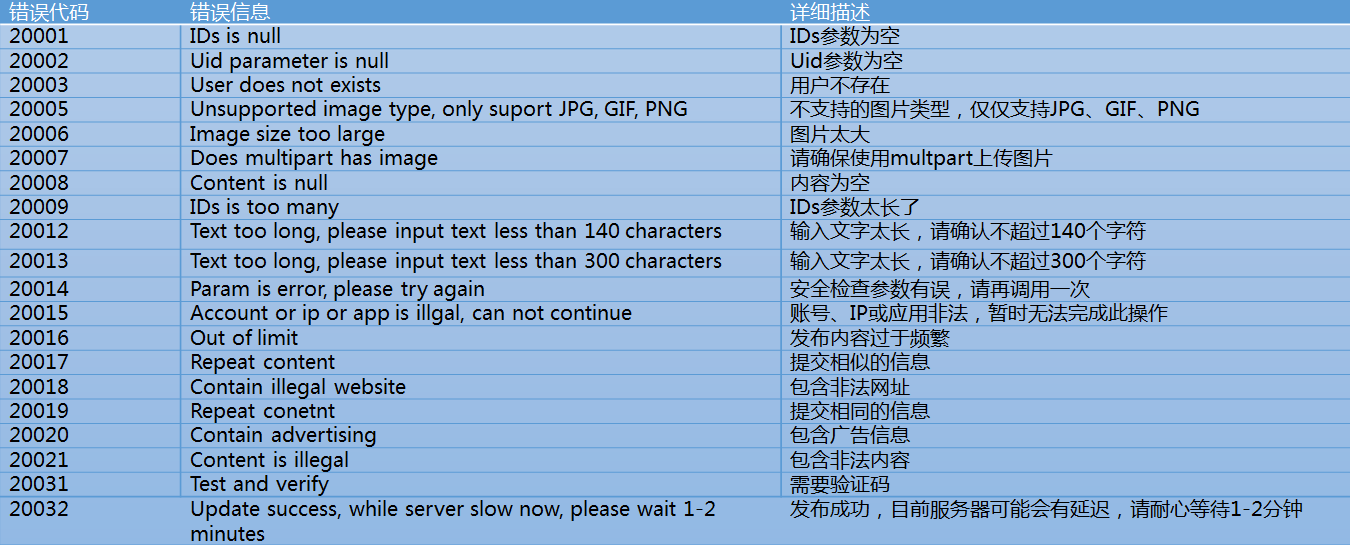 错误代码 错误信息 详细描述
20001 IDs is null IDs参数为空
20002 Uid parameter is null Uid参数为空
20003 User does not exists 用户不存在
20005 Unsupported image type, only suport JPG, GIF, PNG 不支持的图片类型，仅仅支持JPG、GIF、PNG
20006 Image size too large 图片太大
20007 Does multipart has image 请确保使用multpart上传图片
20008 Content is null 内容为空
20009 IDs is too many IDs参数太长了
20012 Text too long, please input text less than 140 characters 输入文字太长，请确认不超过140个字符
20013 Text too long, please input text less than 300 characters 输入文字太长，请确认不超过300个字符
20014 Param is error, please try again 安全检查参数有误，请再调用一次
20015 Account or ip or app is illgal, can not continue 账号、IP或应用非法，暂时无法完成此操作
20016 Out of limit 发布内容过于频繁
20017 Repeat content 提交相似的信息
20018 Contain illegal website 包含非法网址
20019 Repeat conetnt 提交相同的信息
20020 Contain advertising 包含广告信息
20021 Content is illegal 包含非法内容
20031 Test and verify 需要验证码
20032 Update success, while server slow now, please wait 1-2 发布成功，目前服务器可能会有延迟，请耐心等待1-2分钟
minutes